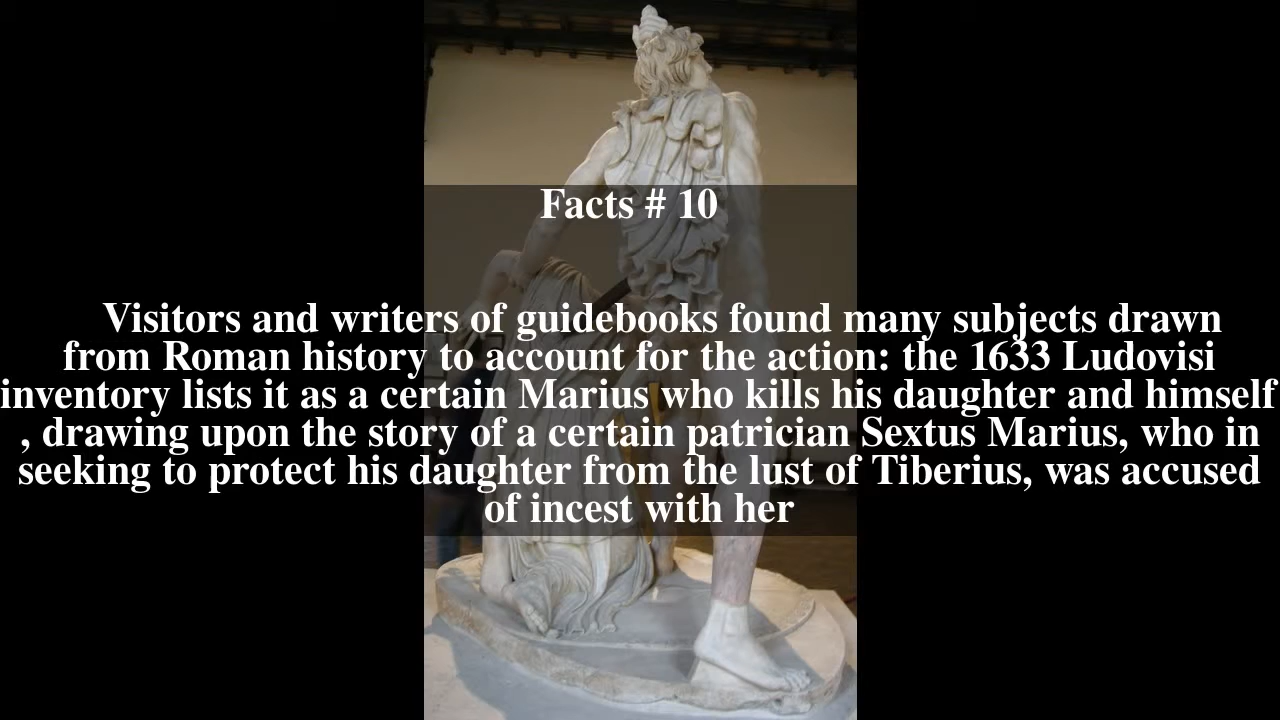 Facts # 10
Visitors and writers of guidebooks found many subjects drawn
from Roman history to account for the action: the 1633 Ludovisi
inventory lists it as a certain Marius who kills his daughter and himself
, drawing upon the story of a certain patrician Sextus Marius, who in
seeking to protect his daughter from the lust of Tiberius, was accused
of incest with her